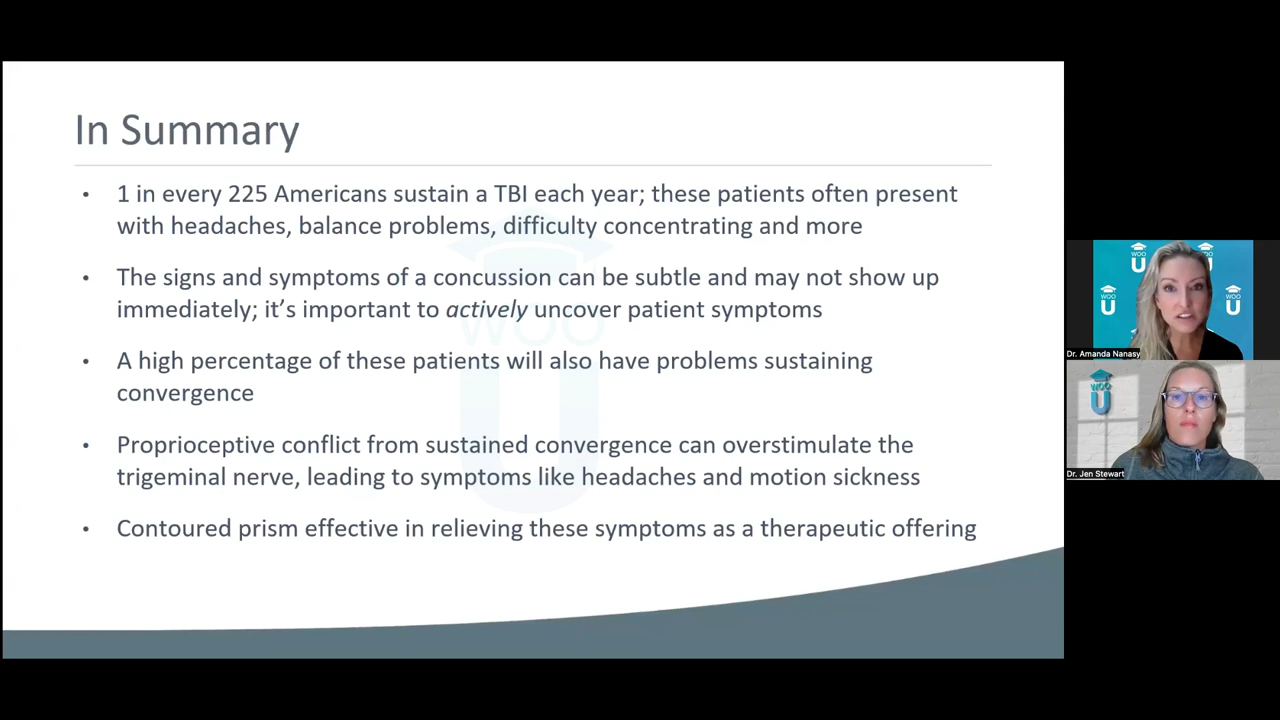 In Summary
• 1 in every 225 Americans sustain a TBI each year; these patients often present
with headaches, balance problems, difficulty concentrating and more
• The signs and symptoms of a concussion can be subtle and may not show up
immediately; it’s important to actively uncover patient symptoms
• A high percentage of these patients will also have problems sustaining
convergence
• Proprioceptive conflict from sustained convergence can overstimulate the
trigeminal nerve, leading to symptoms like headaches and motion sickness
• Contoured prism effective in relieving these symptoms as a therapeutic offering
WOO
WOO
U
WOO
U
Dr. Amanda Nanasy
U
Dr. Jen Stewart